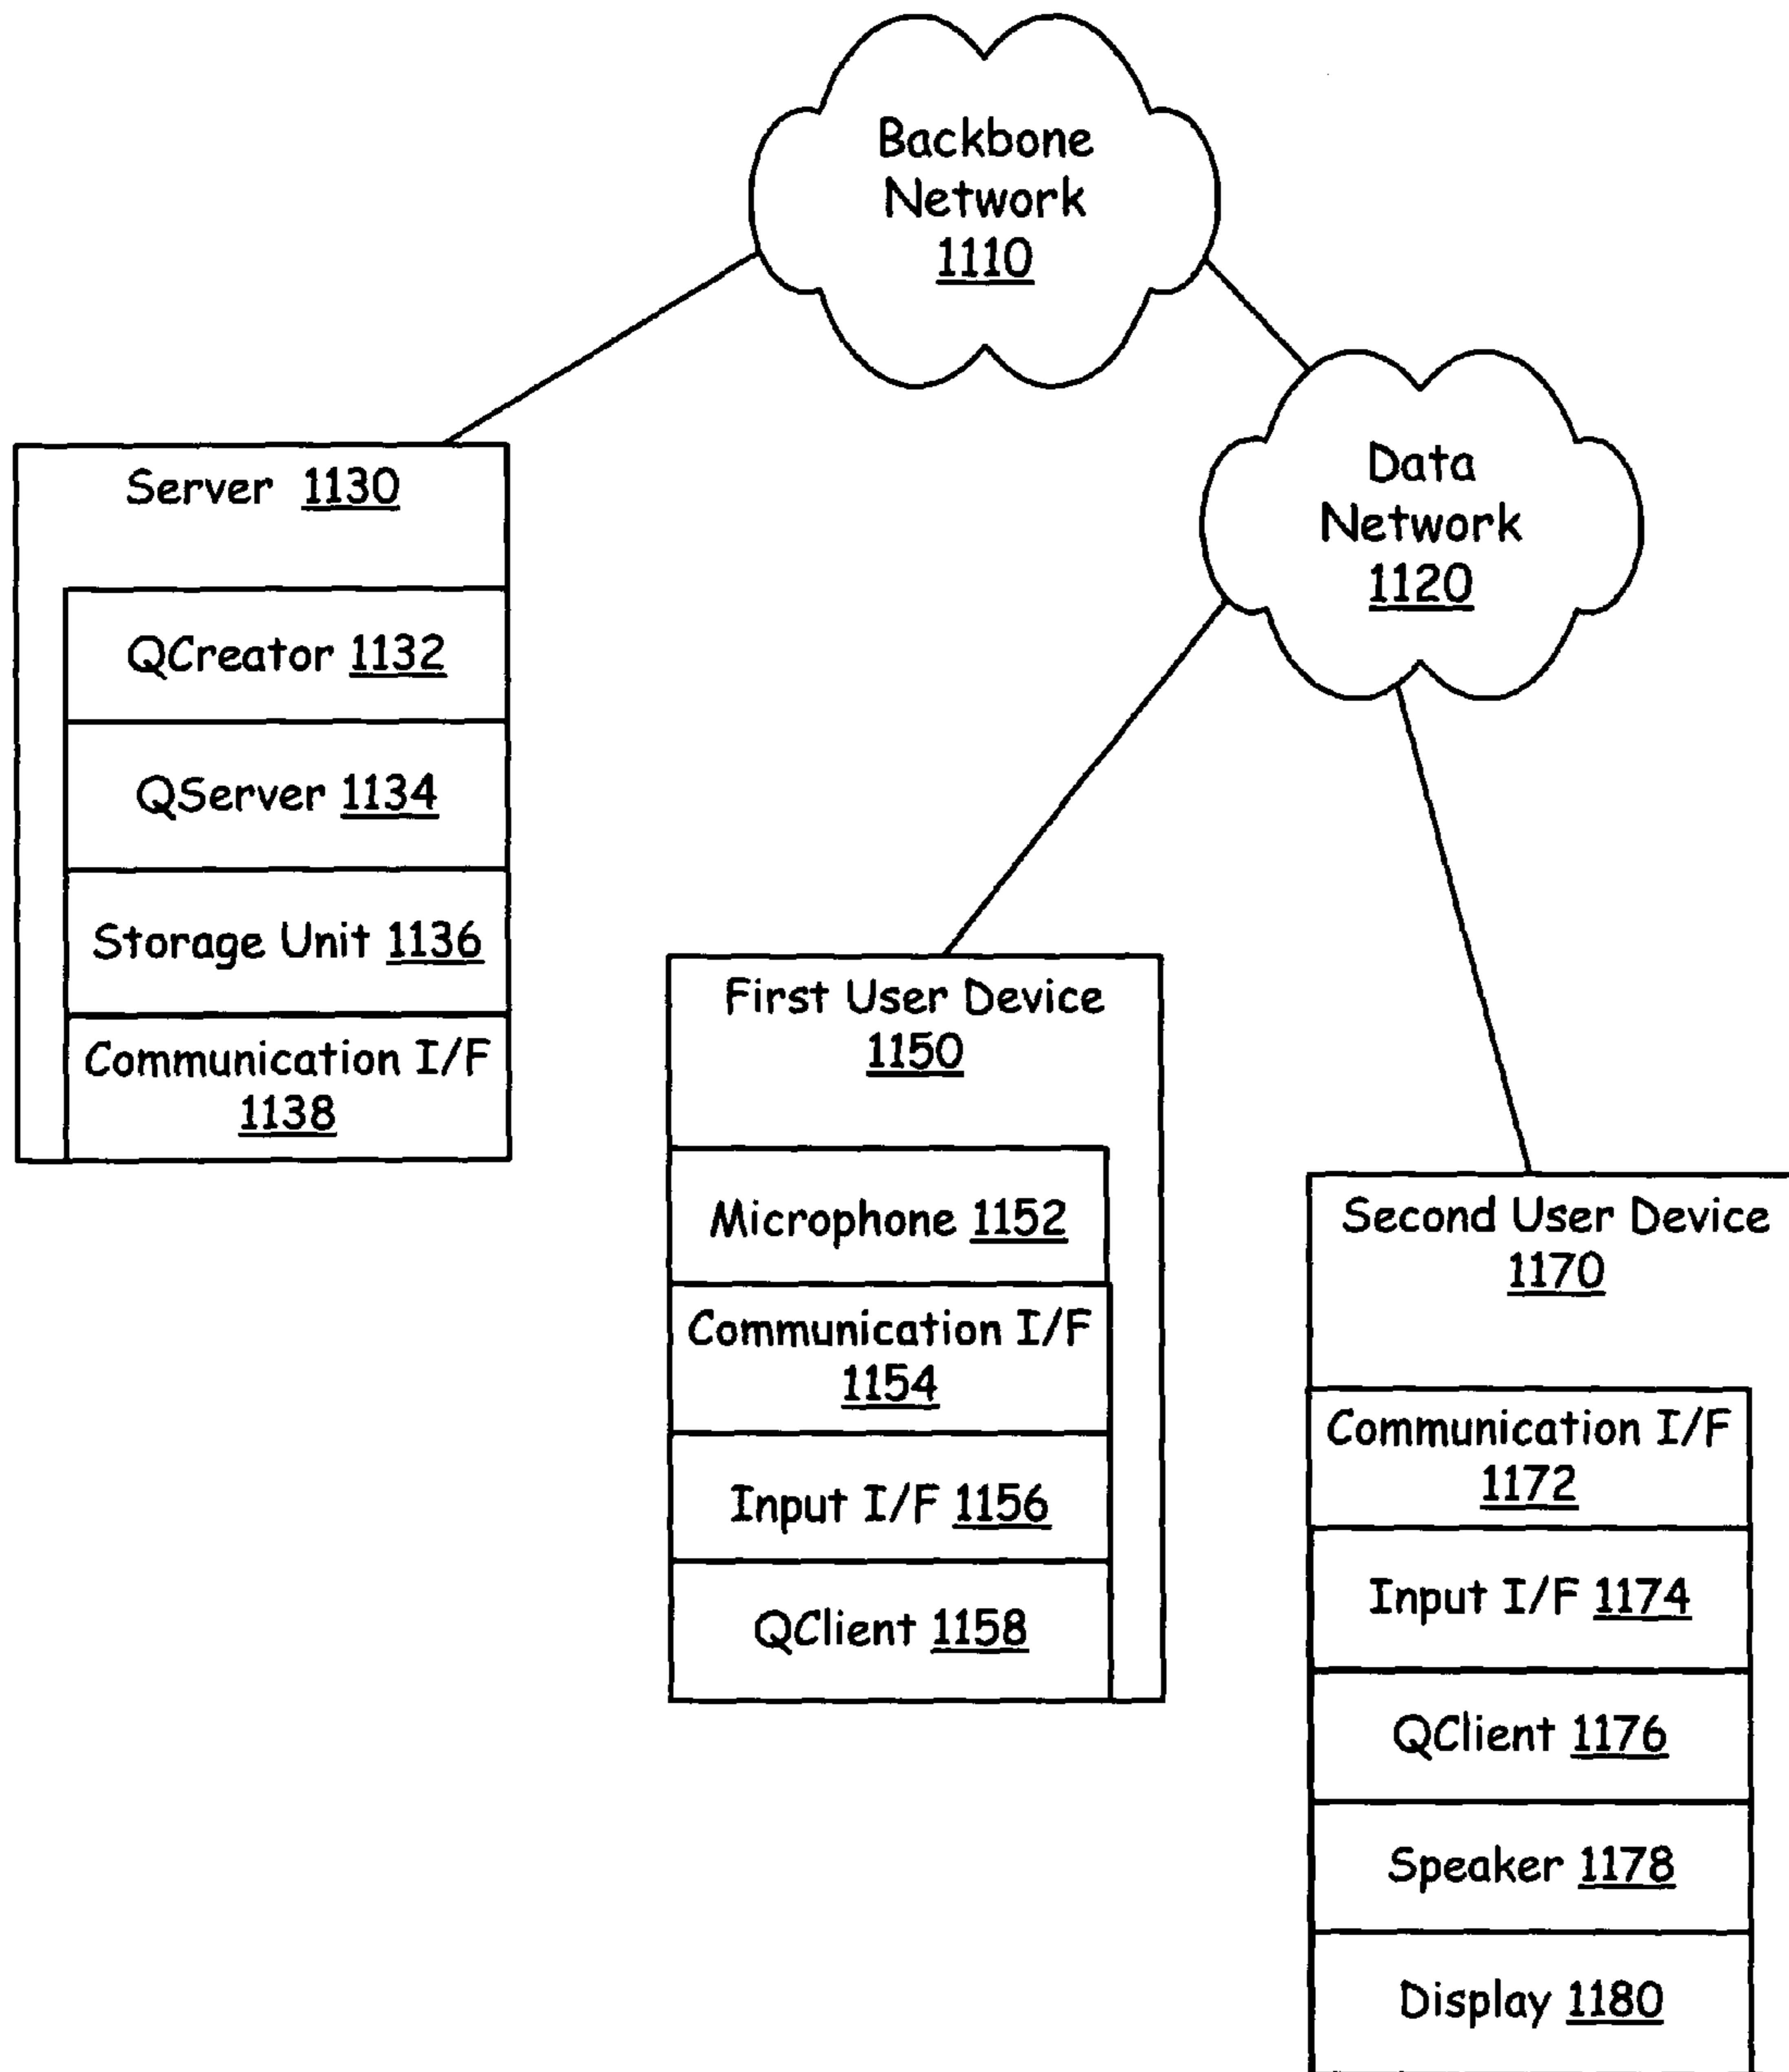 Backbone
Network
1110
Data
Network
1120
Server 1130
QCreator 1132
QServer 1134
Storage Unit 1136
Communication I/F
1138
First User Device
1150
Microphone 1152
Communication I/F
1154
Input I/F 1156
QClient 1158
Second User Device
1170
Communication I/F
1172
Input I/F 1174
QClient 1176
Speaker 1178
Display 1180